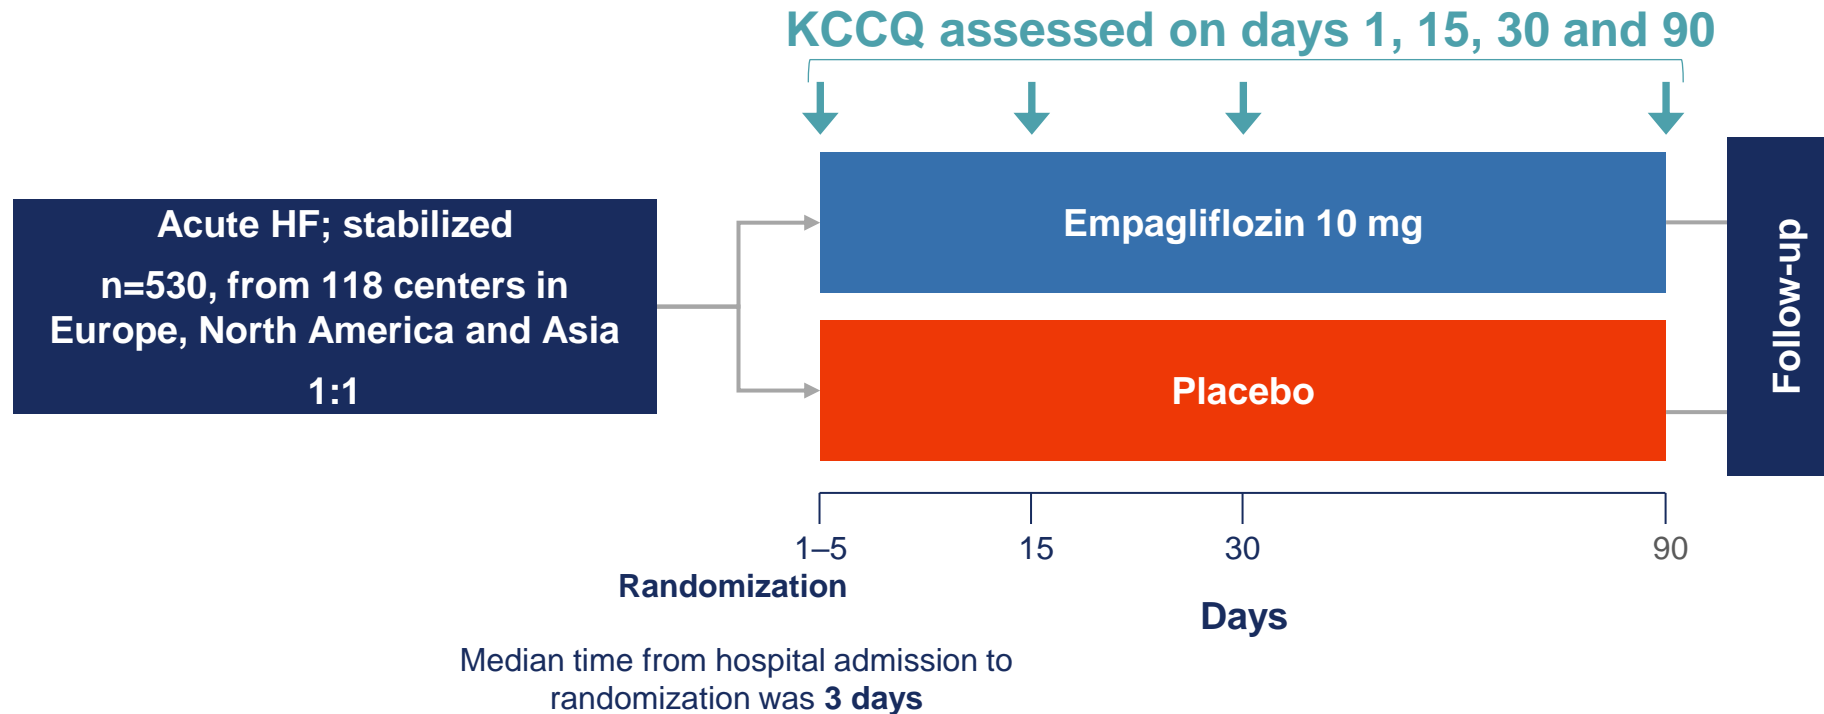 KCCQ assessed on days 1, 15, 30 and 90
Acute HF; stabilized
n=530, from 118 centers in
Europe, North America and Asia
1:1
Empagliflozin 10 mg
Placebo
Follow-up
1–5
15
30
90
Randomization
Days
Median time from hospital admission to
randomization was 3 days